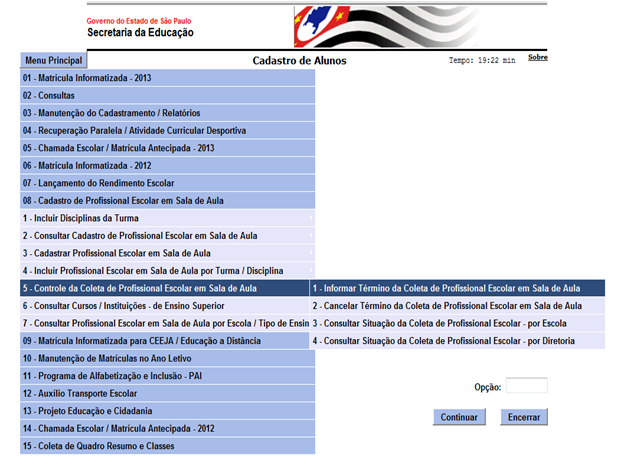 Governo do Estado de São Paulo
Secretaria da Educação
Menu Principal
Cadastro de Alunos
Tempo: 19:22 min
Sobre
01 - Matrícula Informatizada - 2013
02 - Consultas
03 - Manutenção do Cadastramento / Relatórios
04 - Recuperação Paralela / Atividade Curricular Desportiva
05 - Chamada Escolar / Matrícula Antecipada - 2013
06 - Matrícula Informatizada - 2012
07 - Lançamento do Rendimento Escolar
08 - Cadastro de Profissional Escolar em Sala de Aula
1 - Incluir Disciplinas da Turma
2 - Consultar Cadastro de Profissional Escolar em Sala de Aula
3 - Cadastrar Profissional Escolar em Sala de Aula
4 - Incluir Profissional Escolar em Sala de Aula por Turma / Disciplina
5 - Controle da Coleta de Profissional Escolar em Sala de Aula
1 - Informar Término da Coleta de Profissional Escolar em Sala de Aula
6 - Consultar Cursos / Instituições - de Ensino Superior
2 - Cancelar Término da Coleta de Profissional Escolar em Sala de Aula
7 - Consultar Profissional Escolar em Sala de Aula por Escola / Tipo de Ensin
3 - Consultar Situação da Coleta de Profissional Escolar - por Escola
09 - Matrícula Informatizada para CEEJA / Educação a Distância
4 - Consultar Situação da Coleta de Profissional Escolar - por Diretoria
10 - Manutenção de Matrículas no Ano Letivo
11 - Programa de Alfabetização e Inclusão - PAI
12 - Auxílio Transporte Escolar
13 - Projeto Educação e Cidadania
14 - Chamada Escolar / Matrícula Antecipada - 2012
15 - Coleta de Quadro Resumo e Classes
Opção:
Continuar
Encerrar